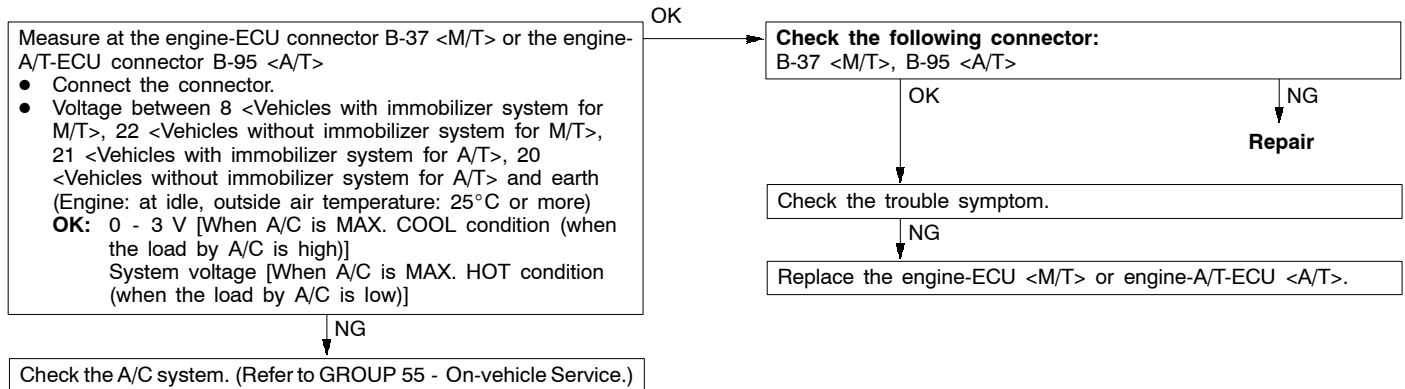 Measure at the engine-ECU connector B-37 <M/T> or the engine-
A/T-ECU connector B-95 <A/T>
● Connect the connector.
● Voltage between 8 <Vehicles with immobilizer system for
M/T>, 22 <Vehicles without immobilizer system for M/T>,
21 <Vehicles with immobilizer system for A/T>, 20
<Vehicles without immobilizer system for A/T> and earth
(Engine: at idle, outside air temperature: 25°C or more)
OK: 0 - 3 V [When A/C is MAX. COOL condition (when
the load by A/C is high)]
System voltage [When A/C is MAX. HOT condition
(when the load by A/C is low)]
NG
Check the A/C system. (Refer to GROUP 55 - On-vehicle Service.)
OK
Check the following connector:
B-37 <M/T>, B-95 <A/T>
OK
NG
Repair
Check the trouble symptom.
NG
Replace the engine-ECU <M/T> or engine-A/T-ECU <A/T>.